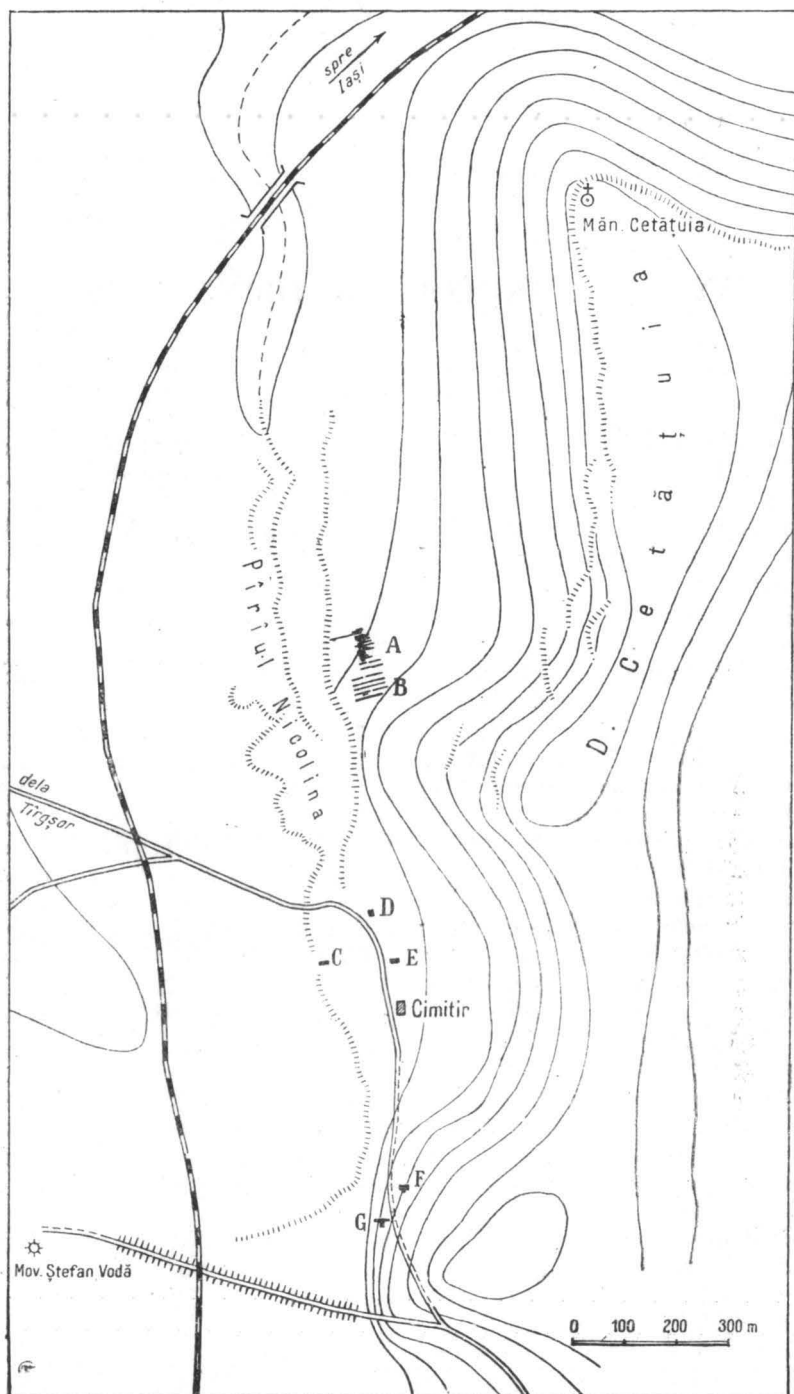 spre
Iași
Măn. Cetățuia
D. Cetățuia
Pîrîul Nicolina
A
B
dela
Tîrgșor
D
C
E
Cimitir
F
G
Mov. Ștefan Vodă
0 100 200 300 m